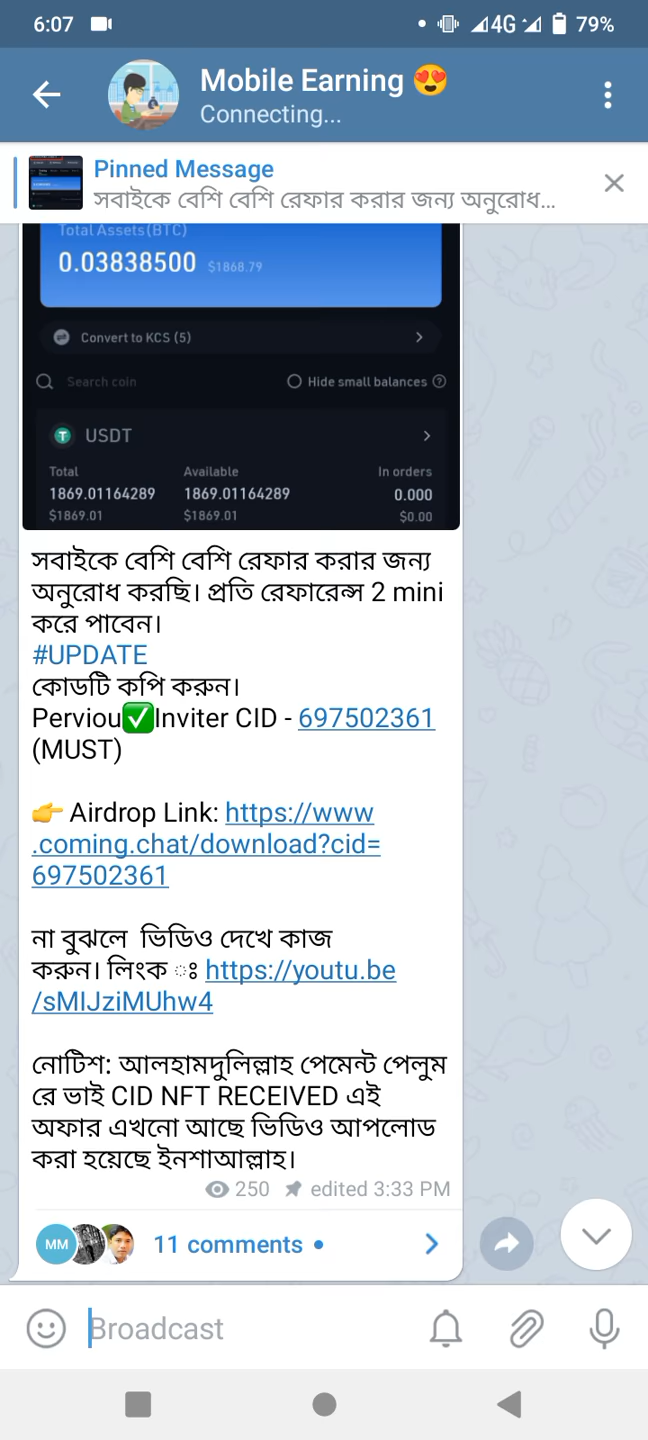 6:07
4G
79%
Mobile Earning 😍
Connecting...
Pinned Message
সবাইকে বেশি বেশি রেফার করার জন্য অনুরোধ...
Total Assets(BTC)
0.03838500 $1868.79
Convert to KCS (5)
Search coin
Hide small balances
USDT
Total Available In orders
1869.01164289 1869.01164289 0.000
$1869.01 $1869.01 $0.00
সবাইকে বেশি বেশি রেফার করার জন্য
অনুরোধ করছি। প্রতি রেফারেন্স 2 mini
করে পাবেন।
#UPDATE
কোডটি কপি করুন।
Perviou✅Inviter CID - 697502361
(MUST)
👉 Airdrop Link: https://www
.coming.chat/download?cid=
697502361
না বুঝলে ভিডিও দেখে কাজ
করুন। লিংক ঃ https://youtu.be
/sMIJziMUhw4
নোটিশ: আলহামদুলিল্লাহ পেমেন্ট পেলুম
রে ভাই CID NFT RECEIVED এই
অফার এখনো আছে ভিডিও আপলোড
করা হয়েছে ইনশাআল্লাহ।
250 edited 3:33 PM
MM
11 comments
Broadcast